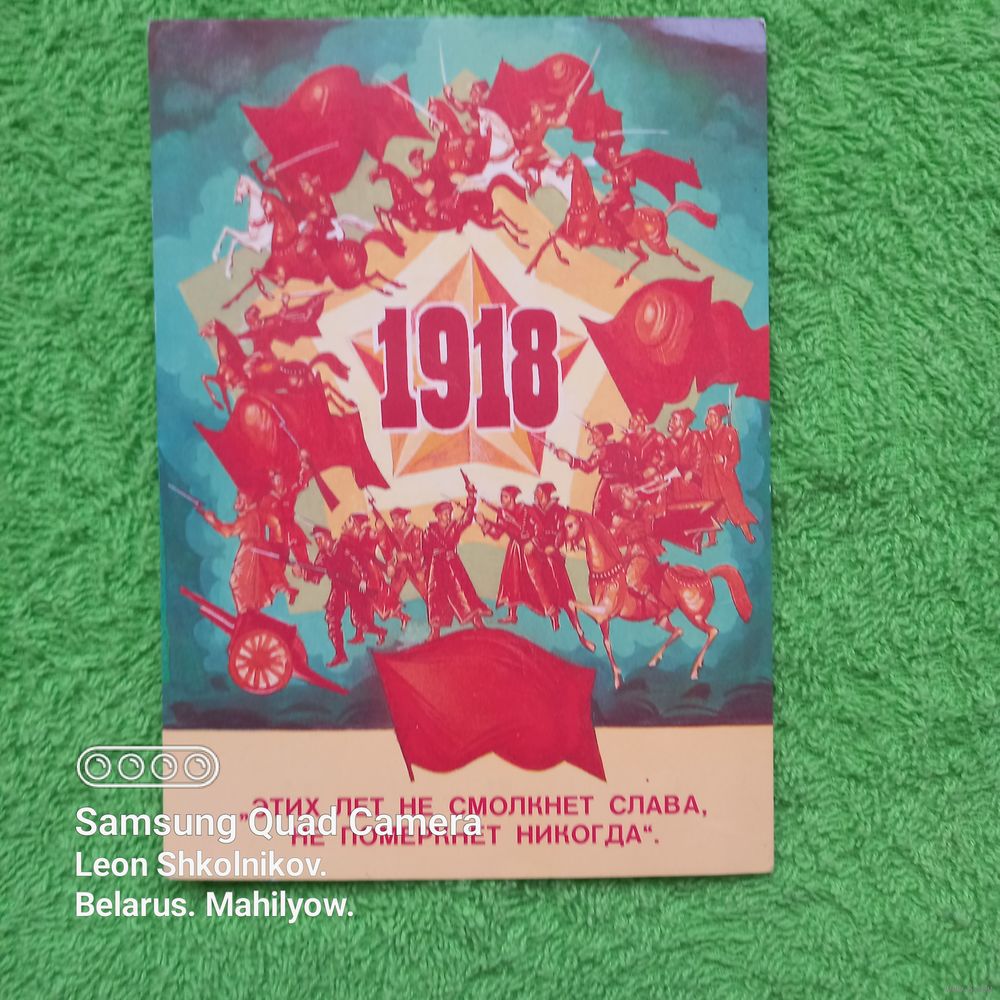 1918
„ЭТИХ ЛЕТ НЕ СМОЛКНЕТ СЛАВА,
НЕ ПОМЕРКНЕТ НИКОГДА“.
Samsung Quad Camera
Leon Shkolnikov.
Belarus. Mahilyow.